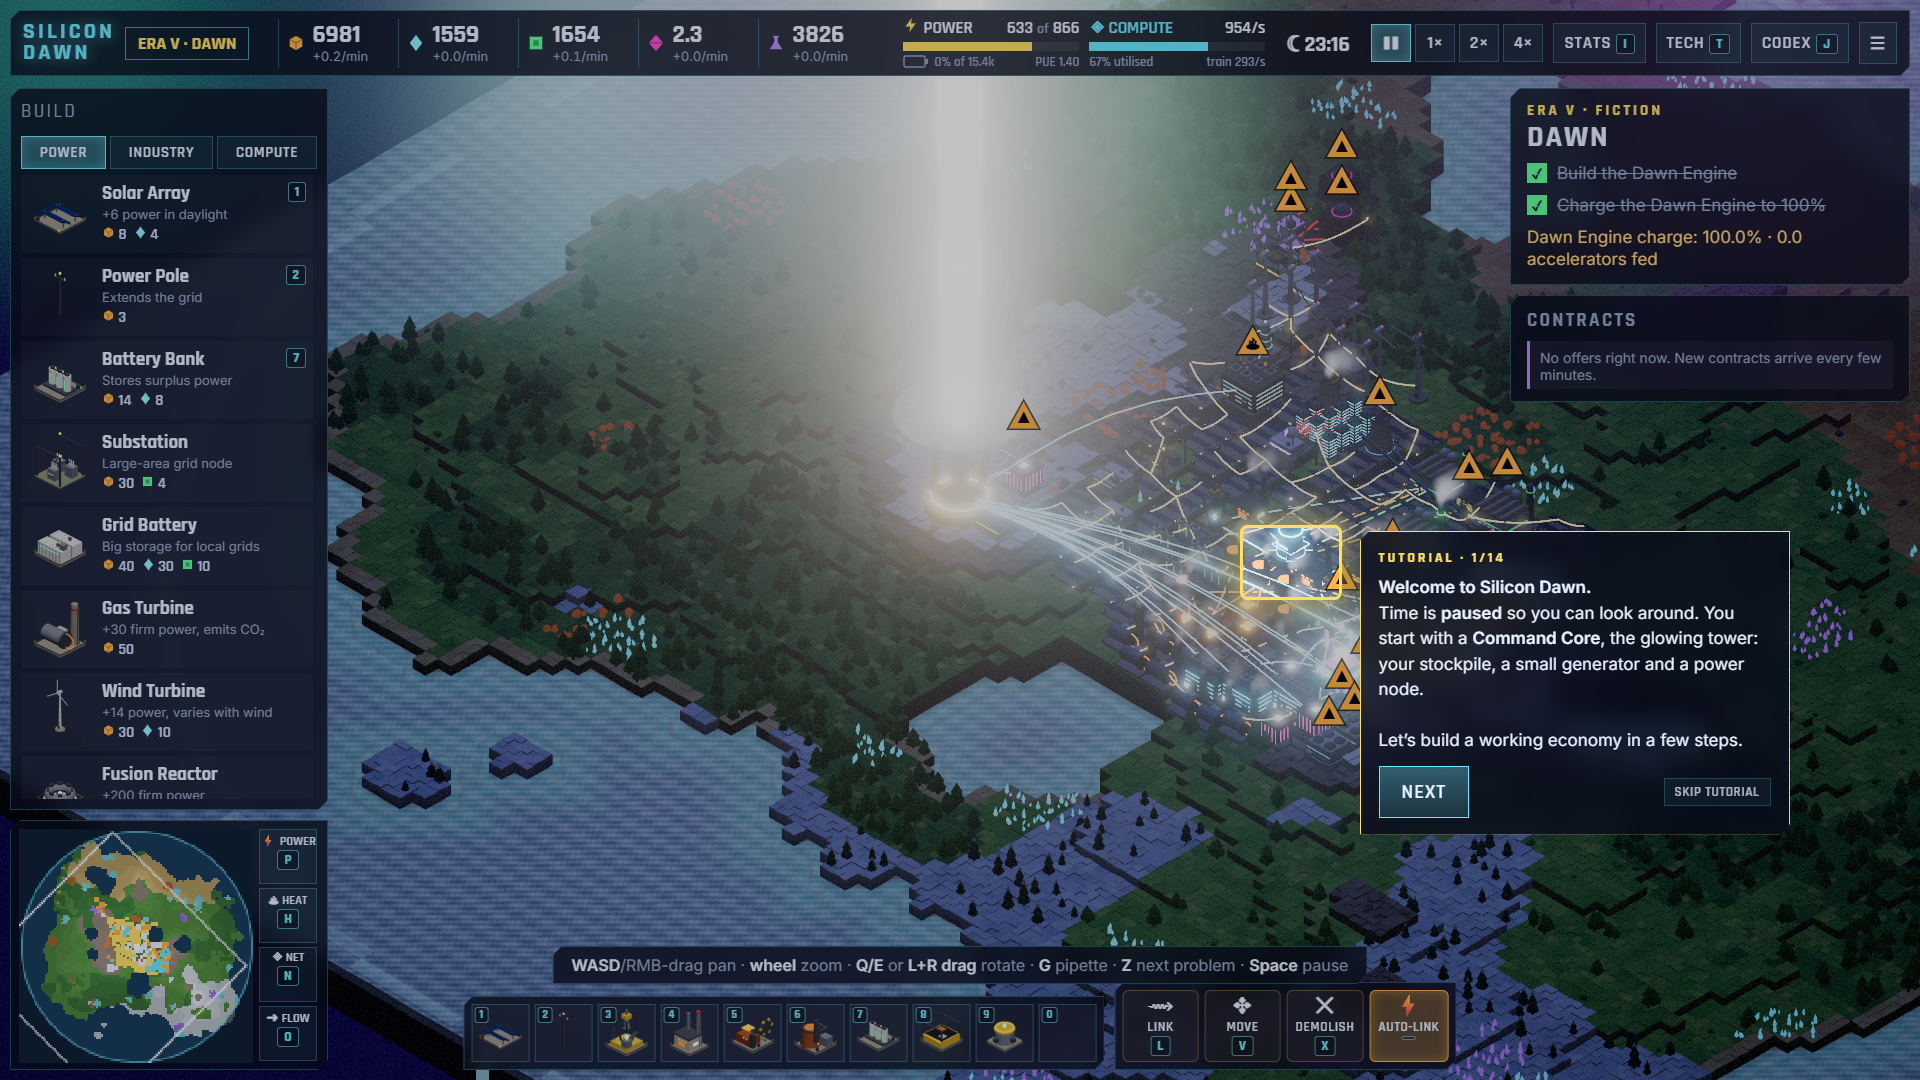 SILICON
DAWN
ERA V · DAWN
6981
+0.2/min
1559
+0.0/min
1654
+0.1/min
2.3
+0.0/min
3826
+0.0/min
POWER 633 of 866
0% of 15.4k PUE 1.40
COMPUTE 954/s
67% utilised train 293/s
23:16
1×
2×
4×
STATS I
TECH T
CODEX J
BUILD
POWER
INDUSTRY
COMPUTE
Solar Array 1
+6 power in daylight
8 4
Power Pole 2
Extends the grid
3
Battery Bank 7
Stores surplus power
14 8
Substation
Large-area grid node
30 4
Grid Battery
Big storage for local grids
40 30 10
Gas Turbine
+30 firm power, emits CO₂
50
Wind Turbine
+14 power, varies with wind
30 10
Fusion Reactor
+200 firm power
POWER
P
HEAT
H
NET
N
FLOW
O
ERA V · FICTION
DAWN
Build the Dawn Engine
Charge the Dawn Engine to 100%
Dawn Engine charge: 100.0% · 0.0
accelerators fed
CONTRACTS
No offers right now. New contracts arrive every few
minutes.
TUTORIAL · 1/14
Welcome to Silicon Dawn.
Time is paused so you can look around. You
start with a Command Core, the glowing tower:
your stockpile, a small generator and a power
node.
Let's build a working economy in a few steps.
NEXT
SKIP TUTORIAL
WASD/RMB-drag pan · wheel zoom · Q/E or L+R drag rotate · G pipette · Z next problem · Space pause
1 2 3 4 5 6 7 8 9 0
LINK
L
MOVE
V
DEMOLISH
X
AUTO-LINK